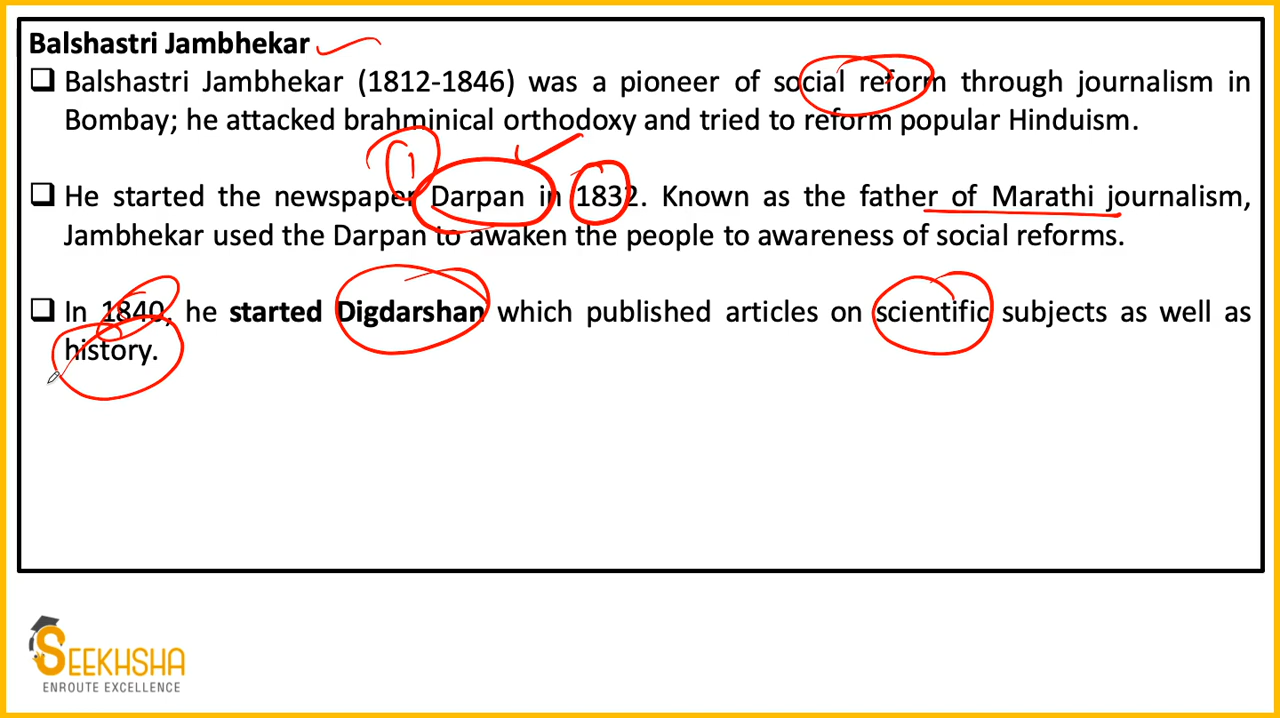 Balshastri Jambhekar
❑ Balshastri Jambhekar (1812-1846) was a pioneer of social reform through journalism in
Bombay; he attacked brahminical orthodoxy and tried to reform popular Hinduism.
1
❑ He started the newspaper Darpan in 1832. Known as the father of Marathi journalism,
Jambhekar used the Darpan to awaken the people to awareness of social reforms.
❑ In 1840, he started Digdarshan which published articles on scientific subjects as well as
history.
SEEKHSHA
ENROUTE EXCELLENCE